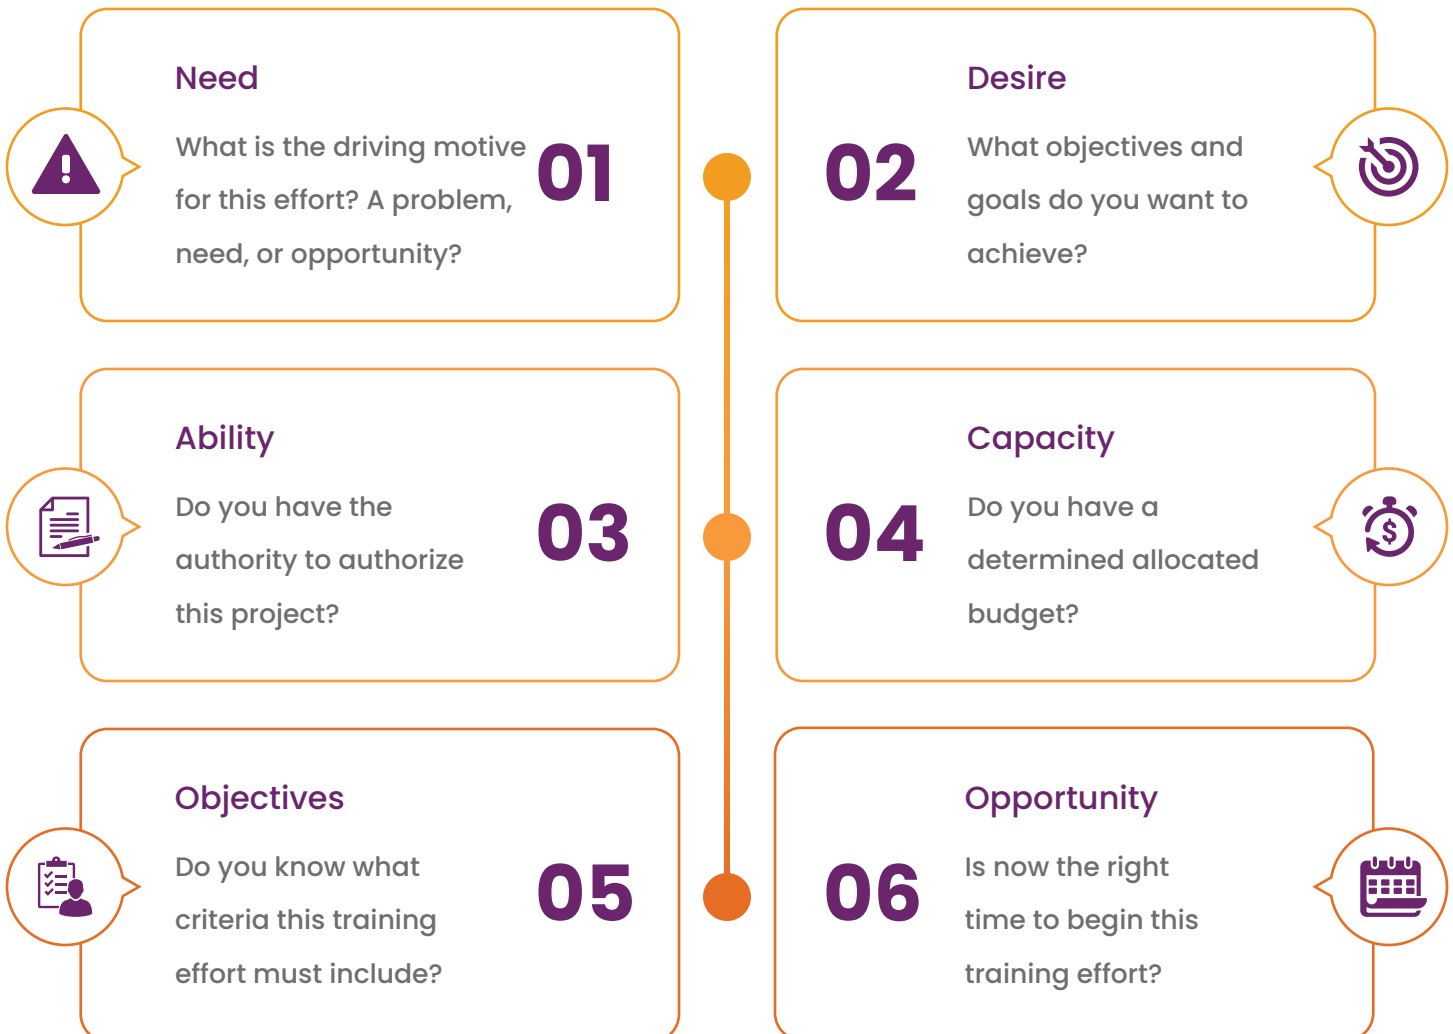 Need
What is the driving motive
for this effort? A problem,
need, or opportunity?
01
02
Desire
What objectives and
goals do you want to
achieve?
Ability
Do you have the
authority to authorize
this project?
03
04
Capacity
Do you have a
determined allocated
budget?
$
Objectives
Do you know what
criteria this training
effort must include?
05
06
Opportunity
Is now the right
time to begin this
training effort?